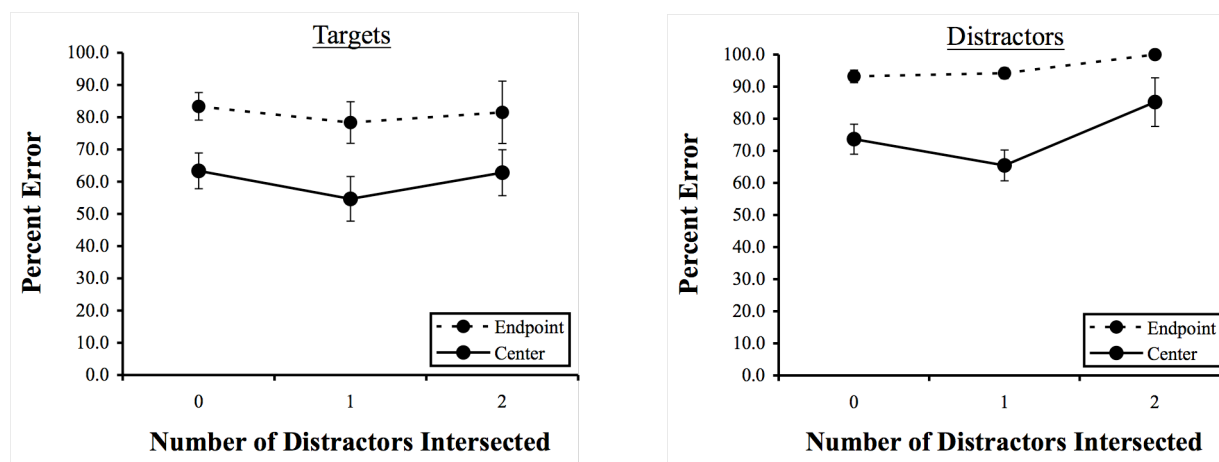 Targets
100.0
90.0
80.0
70.0
60.0
50.0
40.0
30.0
20.0
10.0
0.0
Percent Error
Endpoint
Center
0 1 2
Number of Distractors Intersected
Distractors
100.0
90.0
80.0
70.0
60.0
50.0
40.0
30.0
20.0
10.0
0.0
Percent Error
Endpoint
Center
0 1 2
Number of Distractors Intersected